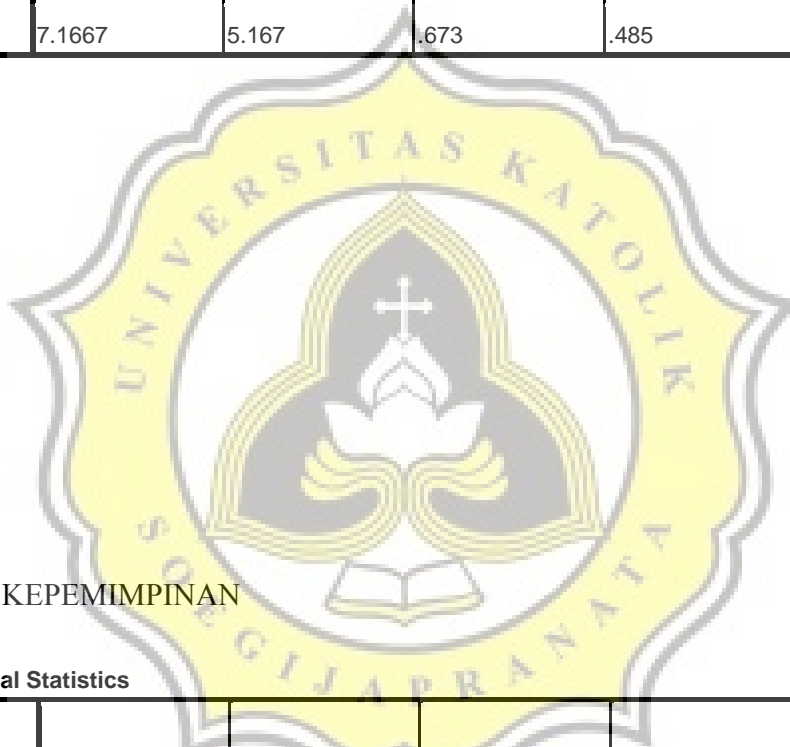 7.1667 5.167 .673 .485
UNIVERSITAS KATOLIK
SOEGIJAPRANATA
KEPEMIMPINAN
al Statistics